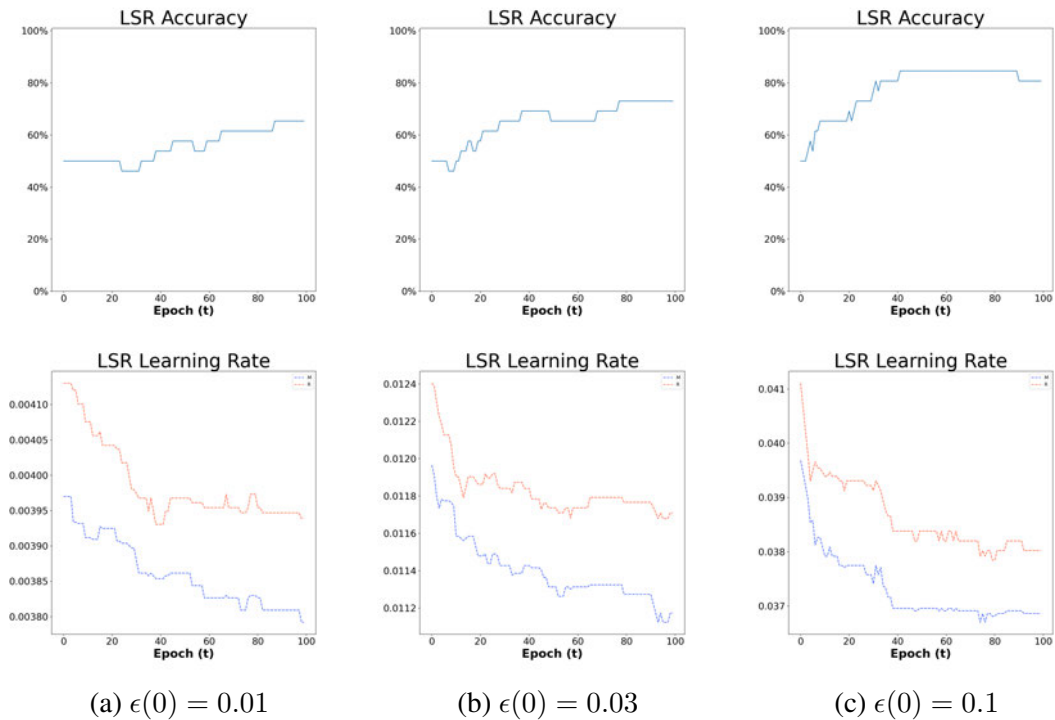 LSR Accuracy
100%
80%
60%
40%
20%
0%
0 20 40 60 80 100
Epoch (t)
LSR Accuracy
100%
80%
60%
40%
20%
0%
0 20 40 60 80 100
Epoch (t)
LSR Accuracy
100%
80%
60%
40%
20%
0%
0 20 40 60 80 100
Epoch (t)
LSR Learning Rate
0.00410
0.00405
0.00400
0.00395
0.00390
0.00385
0.00380
0 20 40 60 80 100
Epoch (t)
LSR Learning Rate
0.0124
0.0122
0.0120
0.0118
0.0116
0.0114
0.0112
0 20 40 60 80 100
Epoch (t)
LSR Learning Rate
0.041
0.040
0.039
0.038
0.037
0 20 40 60 80 100
Epoch (t)
(a) ϵ(0) = 0.01
(b) ϵ(0) = 0.03
(c) ϵ(0) = 0.1